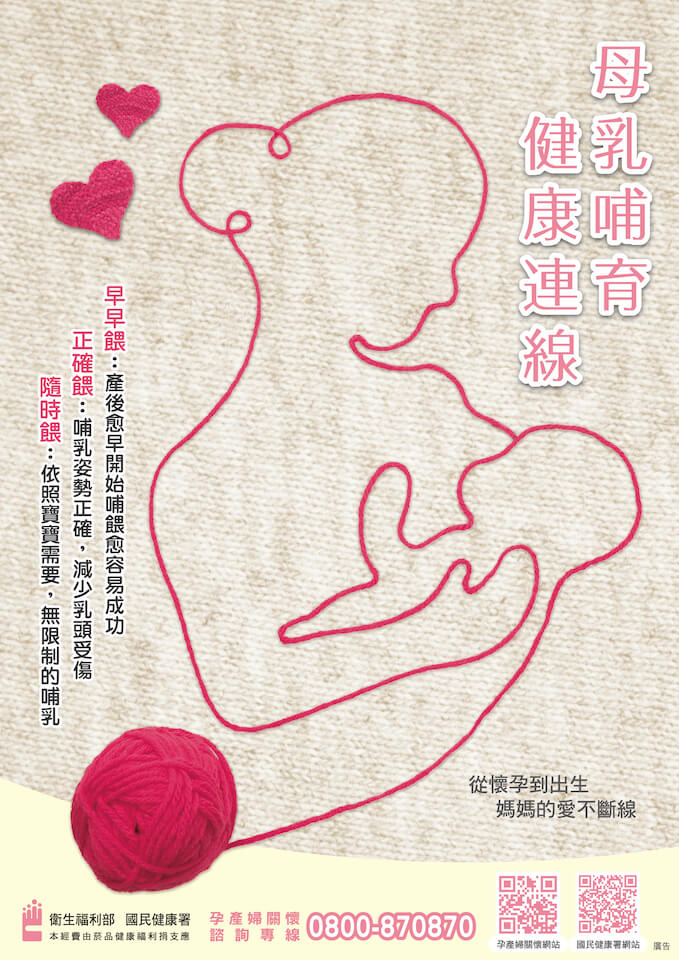 母乳哺育
健康連線
早早餵：產後愈早開始哺餵愈容易成功
正確餵：哺乳姿勢正確，減少乳頭受傷
隨時餵：依照寶寶需要，無限制的哺乳
從懷孕到出生
媽媽的愛不斷線
衛生福利部 國民健康署
本經費由菸品健康福利捐支應
孕產婦關懷
諮詢專線
0800-870870
孕產婦關懷網站
國民健康署網站
廣告